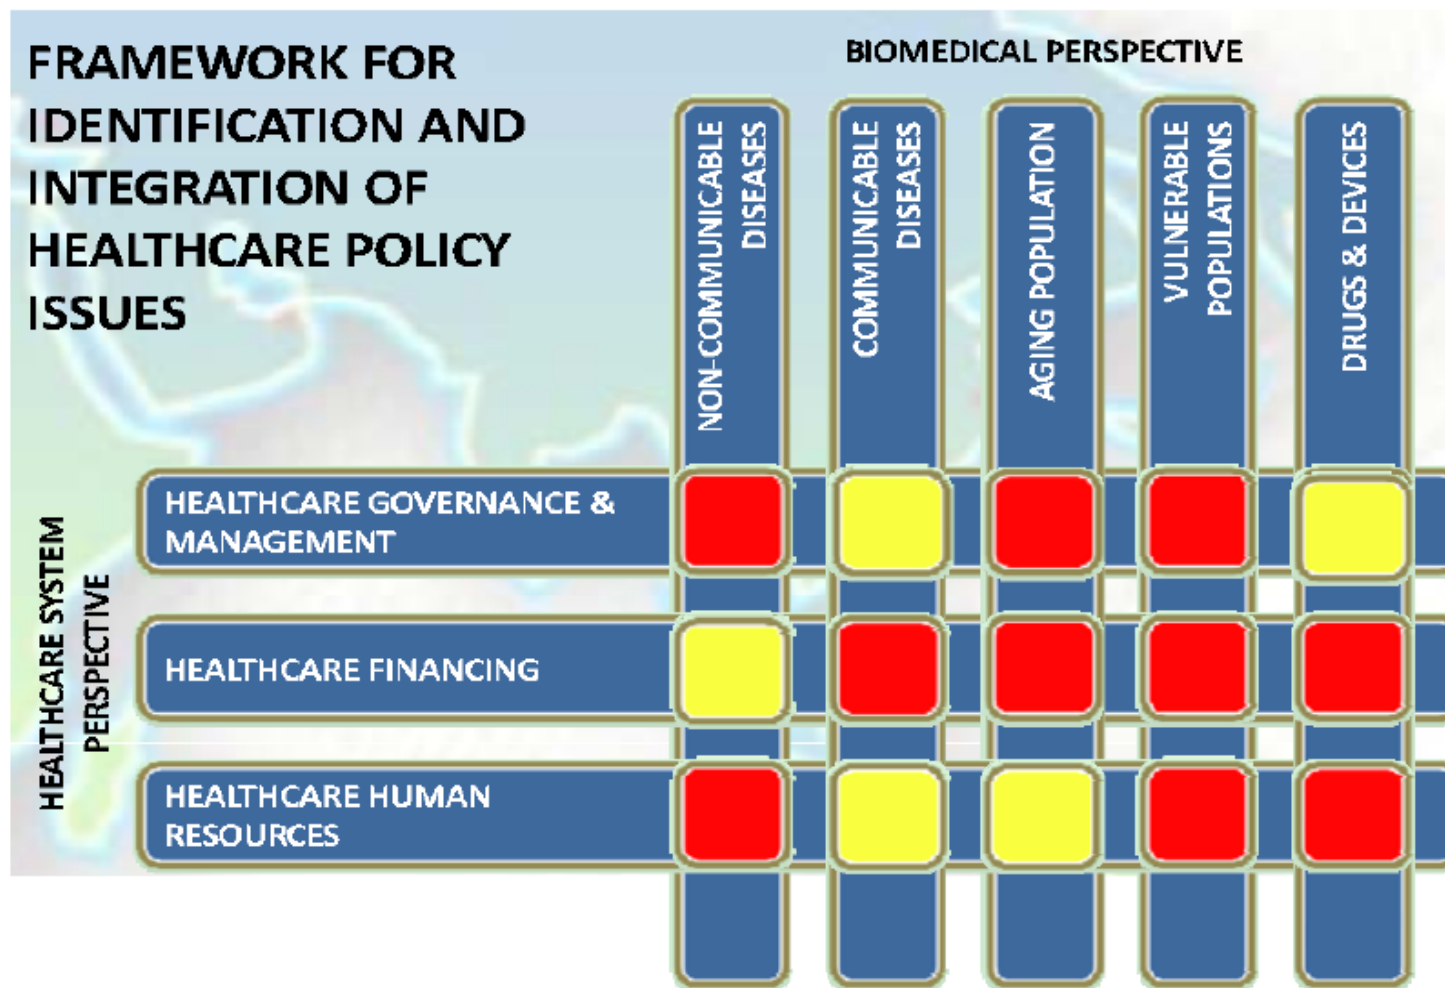 FRAMEWORK FOR
IDENTIFICATION AND
INTEGRATION OF
HEALTHCARE POLICY
ISSUES
BIOMEDICAL PERSPECTIVE
NON-COMMUNICABLE
DISEASES
COMMUNICABLE
DISEASES
AGING POPULATION
VULNERABLE
POPULATIONS
DRUGS & DEVICES
HEALTHCARE SYSTEM
PERSPECTIVE
HEALTHCARE GOVERNANCE &
MANAGEMENT
HEALTHCARE FINANCING
HEALTHCARE HUMAN
RESOURCES